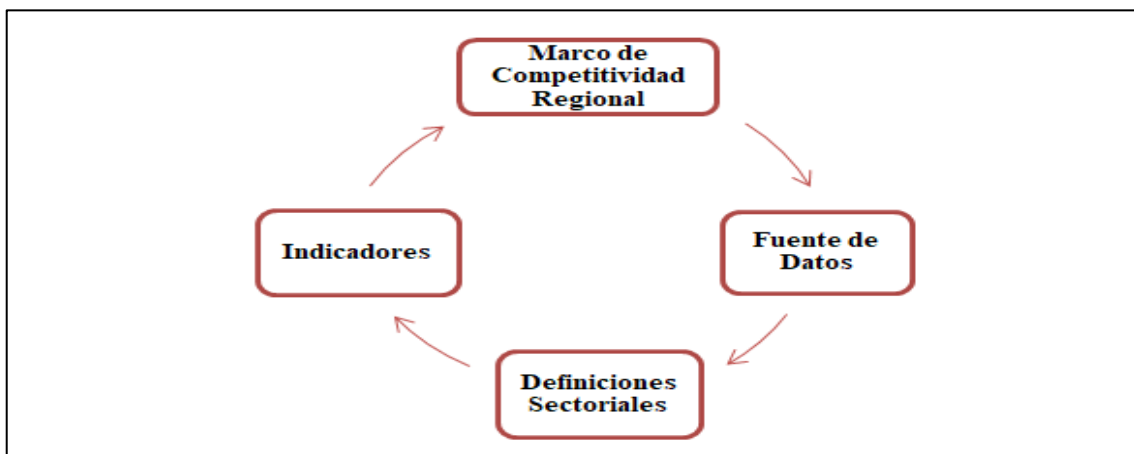 Marco de
Competitividad
Regional
Indicadores
Fuente de
Datos
Definiciones
Sectoriales